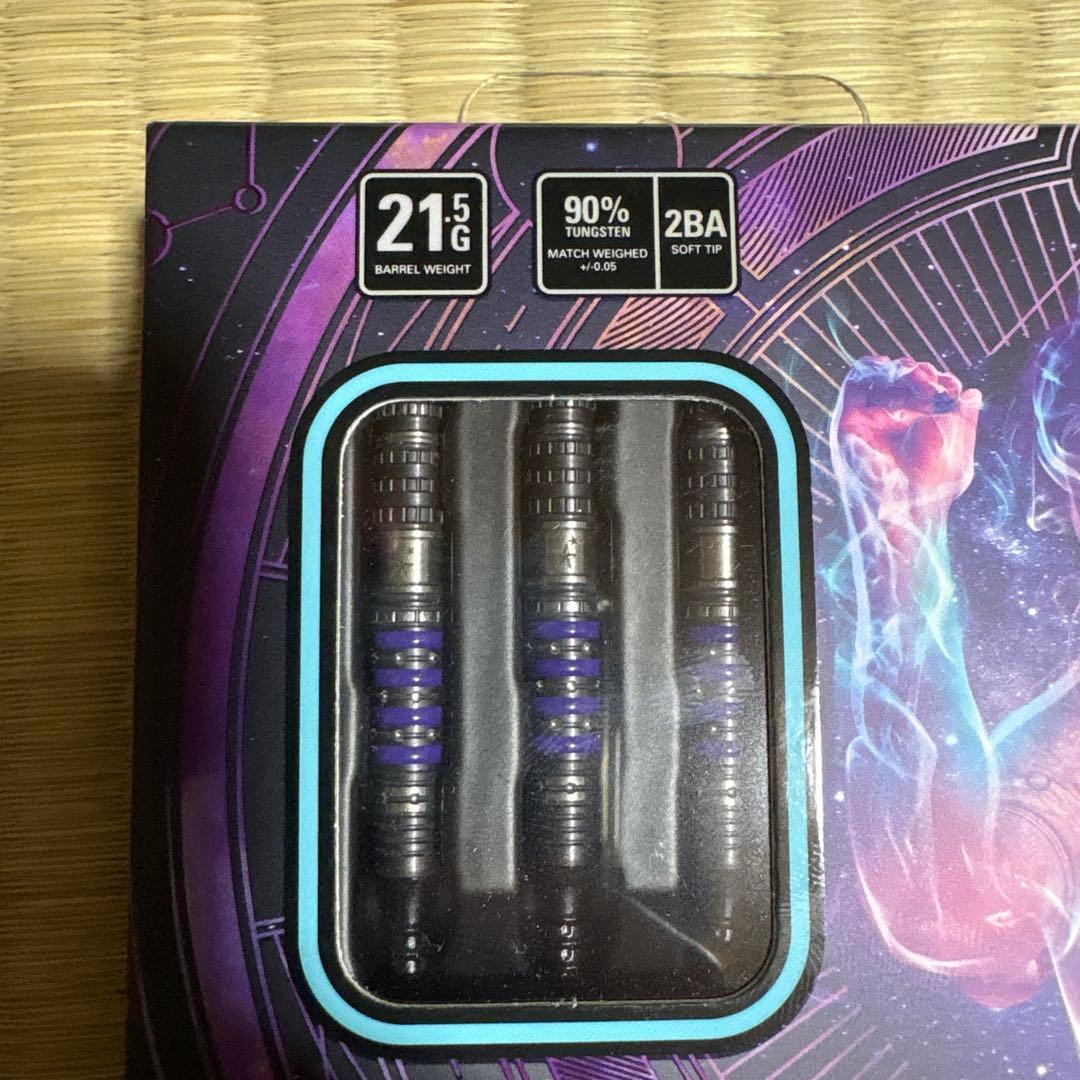 21.5G
BARREL WEIGHT
90%
TUNGSTEN
MATCH WEIGHED
+/-0.05
2BA
SOFT TIP